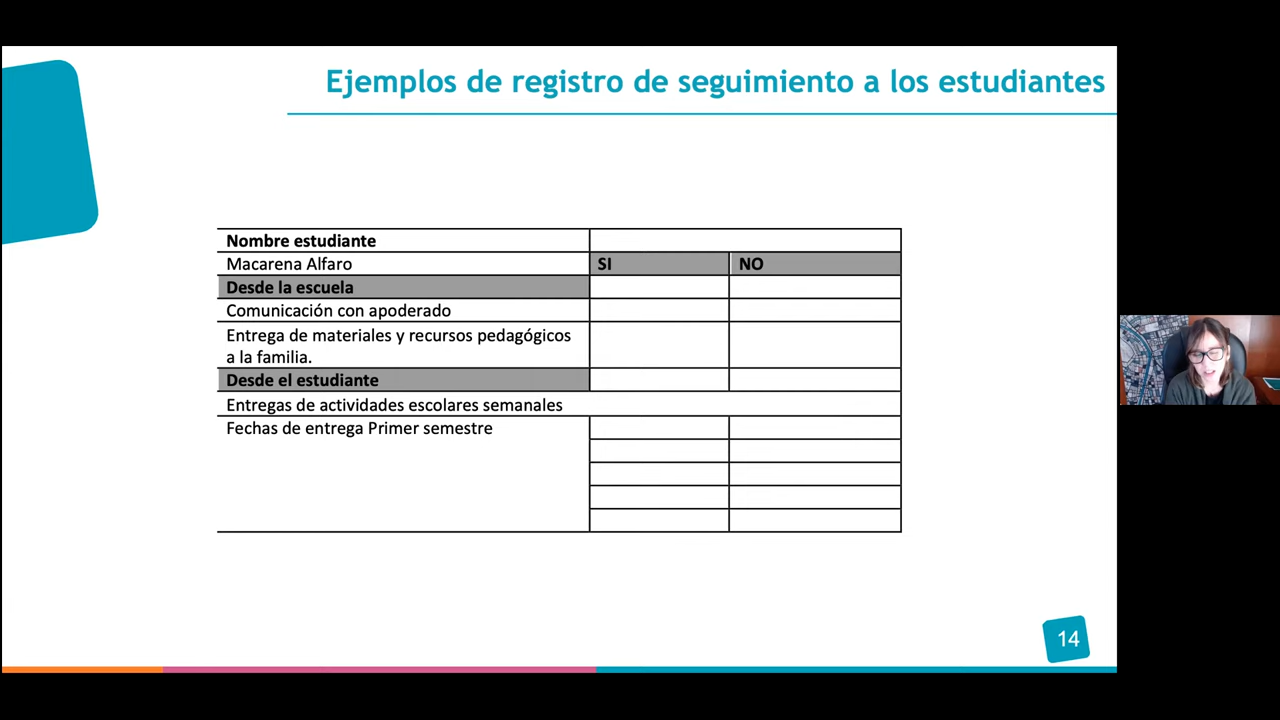 Ejemplos de registro de seguimiento a los estudiantes
Nombre estudiante
Macarena Alfaro SI NO
Desde la escuela
Comunicación con apoderado
Entrega de materiales y recursos pedagógicos
a la familia.
Desde el estudiante
Entregas de actividades escolares semanales
Fechas de entrega Primer semestre
14